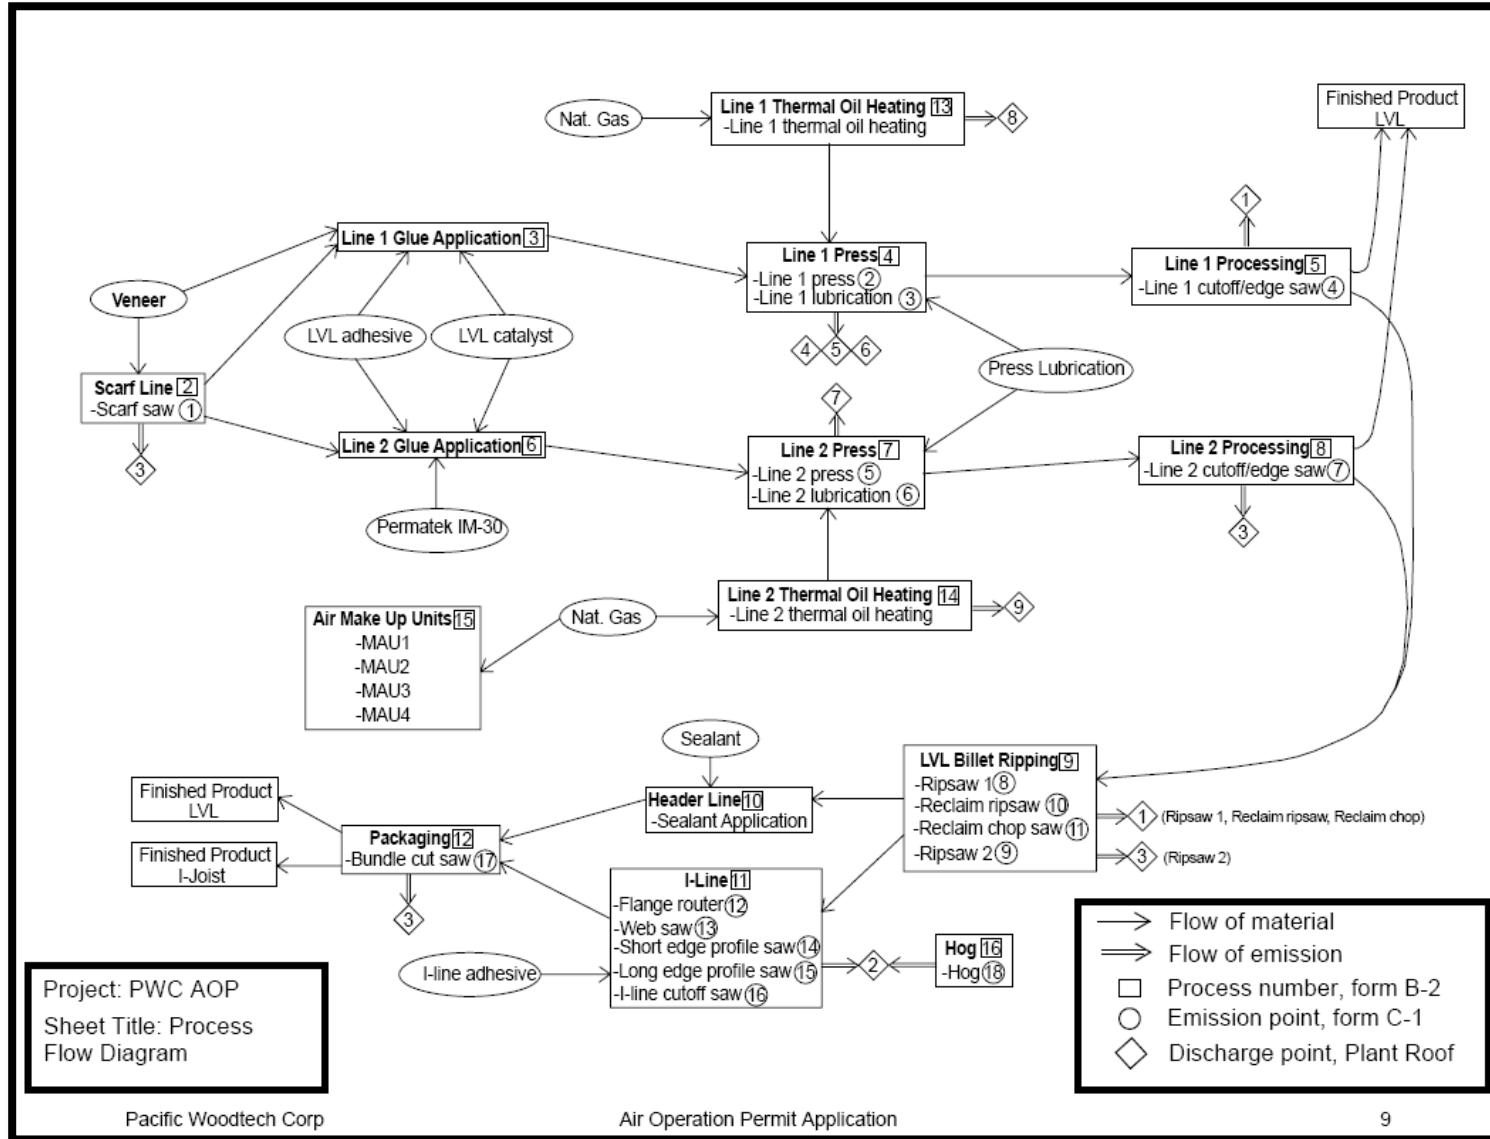 Nat. Gas
Line 1 Thermal Oil Heating 13
-Line 1 thermal oil heating
8
Finished Product
LVL
1
Line 1 Glue Application 3
Line 1 Press 4
-Line 1 press 2
-Line 1 lubrication 3
Line 1 Processing 5
-Line 1 cutoff/edge saw 4
Veneer
LVL adhesive
LVL catalyst
4 5 6
Press Lubrication
Scarf Line 2
-Scarf saw 1
3
7
Line 2 Glue Application 6
Line 2 Press 7
-Line 2 press 5
-Line 2 lubrication 6
Line 2 Processing 8
-Line 2 cutoff/edge saw 7
3
Permatek IM-30
Line 2 Thermal Oil Heating 14
-Line 2 thermal oil heating
9
Air Make Up Units 15
-MAU1
-MAU2
-MAU3
-MAU4
Nat. Gas
Sealant
LVL Billet Ripping 9
-Ripsaw 1 8
-Reclaim ripsaw 10
-Reclaim chop saw 11
-Ripsaw 2 9
1 (Ripsaw 1, Reclaim ripsaw, Reclaim chop)
3 (Ripsaw 2)
Header Line 10
-Sealant Application
Finished Product
LVL
Finished Product
I-Joist
Packaging 12
-Bundle cut saw 17
3
I-Line 11
-Flange router 12
-Web saw 13
-Short edge profile saw 14
-Long edge profile saw 15
-I-line cutoff saw 16
I-line adhesive
2
Hog 16
-Hog 18
Flow of material
Flow of emission
Process number, form B-2
Emission point, form C-1
Discharge point, Plant Roof
Project: PWC AOP
Sheet Title: Process
Flow Diagram
Pacific Woodtech Corp
Air Operation Permit Application
9